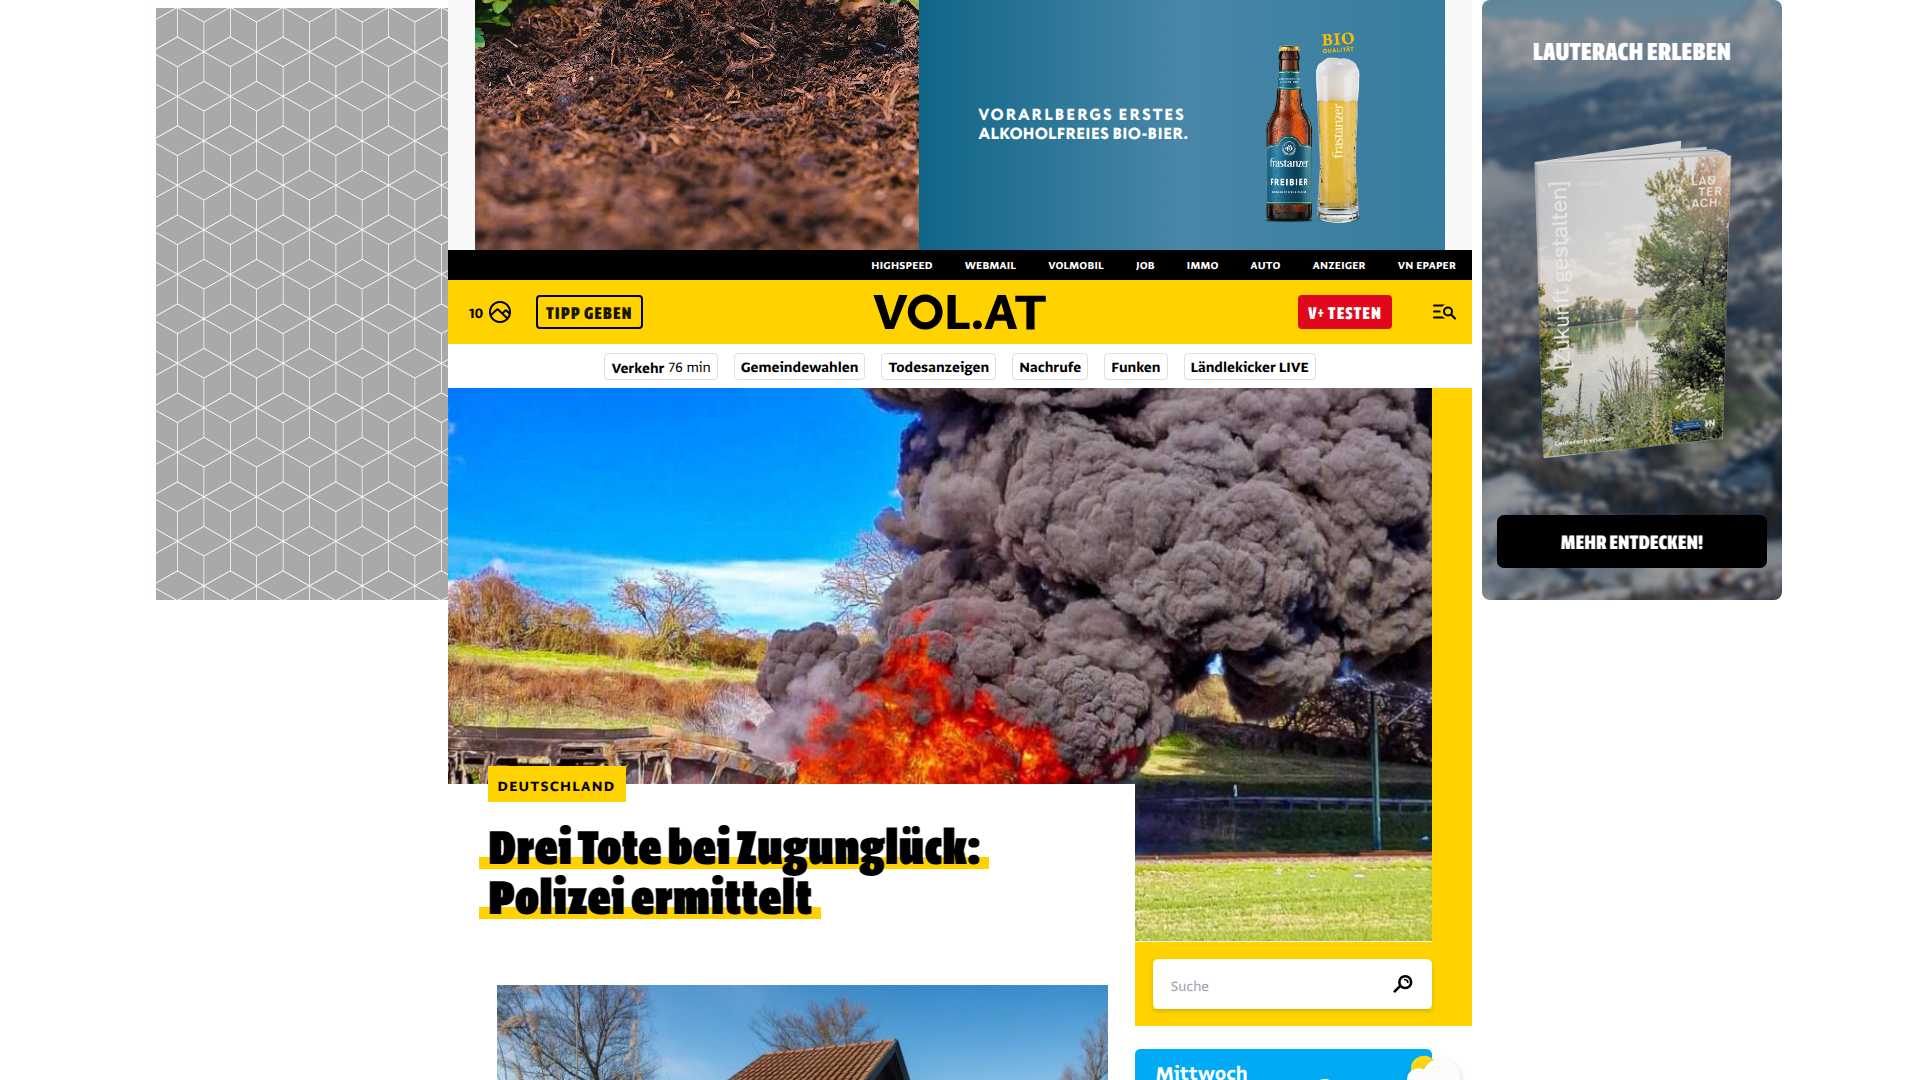 BIO
QUALITÄT
VORARLBERGS ERSTES
ALKOHOLFREIES BIO-BIER.
frastanzer
FREIBIER
frastanzer
LAUTERACH ERLEBEN
LAU
TER
ACH
[Zukunft gestalten]
MEHR ENTDECKEN!
HIGHSPEED WEBMAIL VOLMOBIL JOB IMMO AUTO ANZEIGER VN EPAPER
10 TIPP GEBEN VOL.AT V+ TESTEN
Verkehr 76 min Gemeindewahlen Todesanzeigen Nachrufe Funken Ländlekicker LIVE
DEUTSCHLAND
Drei Tote bei Zugunglück:
Polizei ermittelt
Suche
Mittwoch